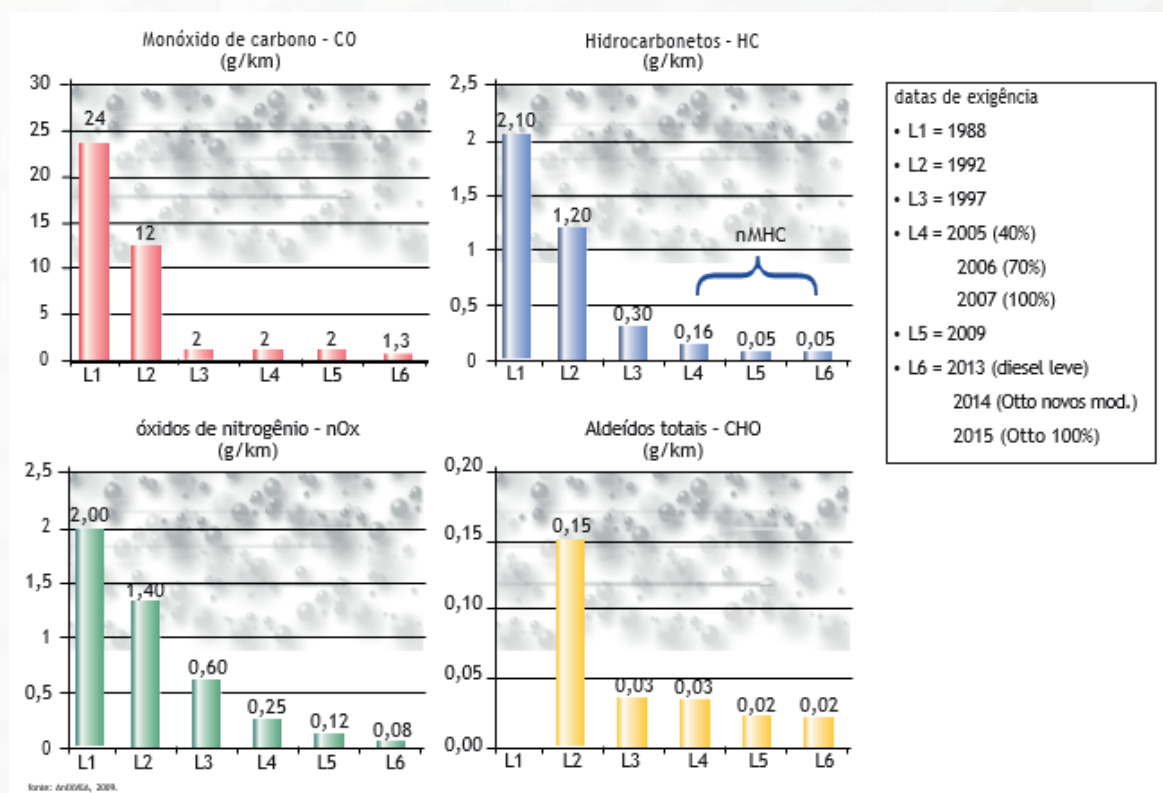 Monóxido de carbono - CO
(g/km)
30
25
20
15
10
5
0
24
12
2
2
2
1,3
L1 L2 L3 L4 L5 L6
Hidrocarbonetos - HC
(g/km)
2,5
2
1,5
1
0,5
0
2,10
1,20
0,30
0,16
0,05
0,05
nMHC
L1 L2 L3 L4 L5 L6
datas de exigência
• L1 = 1988
• L2 = 1992
• L3 = 1997
• L4 = 2005 (40%)
2006 (70%)
2007 (100%)
• L5 = 2009
• L6 = 2013 (diesel leve)
2014 (Otto novos mod.)
2015 (Otto 100%)
óxidos de nitrogênio - nOx
(g/km)
2,5
2
1,5
1
0,5
0
2,00
1,40
0,60
0,25
0,12
0,08
L1 L2 L3 L4 L5 L6
Aldeídos totais - CHO
(g/km)
0,20
0,15
0,10
0,05
0,00
0,15
0,03
0,03
0,02
0,02
L1 L2 L3 L4 L5 L6
fonte: 2009.